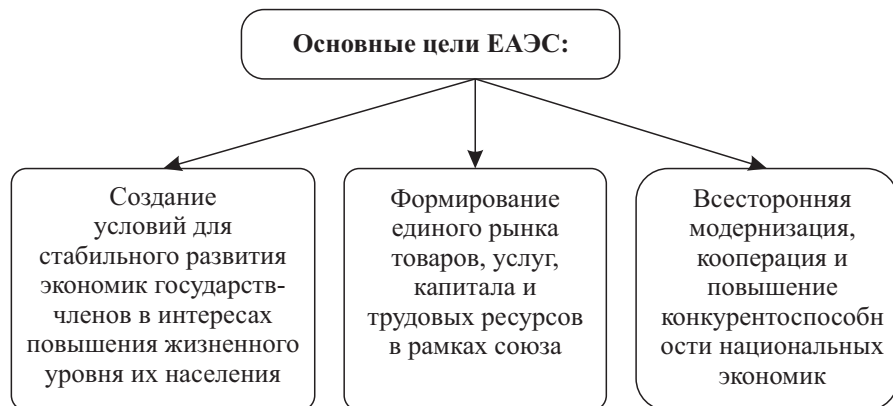 Основные цели ЕАЭС:
Создание
условий для
стабильного развития
экономик государств-
членов в интересах
повышения жизненного
уровня их населения
Формирование
единого рынка
товаров, услуг,
капитала и
трудовых ресурсов
в рамках союза
Всесторонняя
модернизация,
кооперация и
повышение
конкурентоспособн
ости национальных
экономик